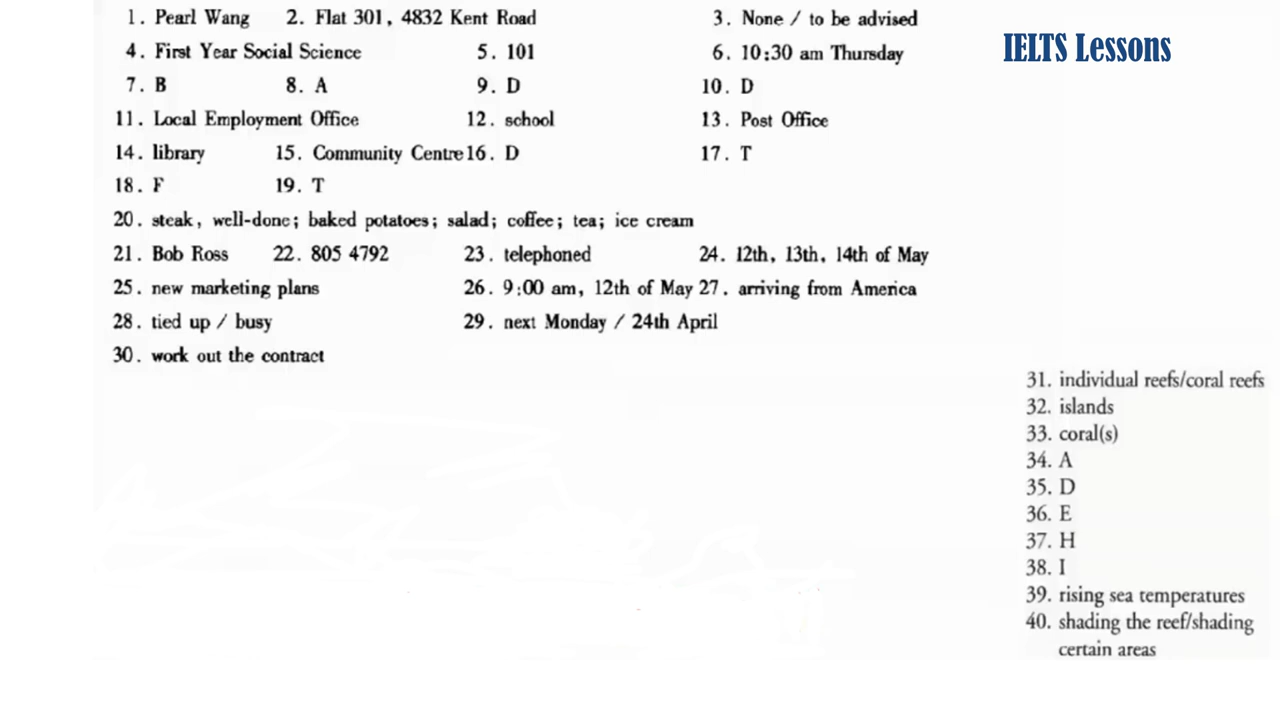 1. Pearl Wang 2. Flat 301, 4832 Kent Road 3. None / to be advised
IELTS Lessons
4. First Year Social Science 5. 101 6. 10:30 am Thursday
7. B 8. A 9. D 10. D
11. Local Employment Office 12. school 13. Post Office
14. library 15. Community Centre 16. D 17. T
18. F 19. T
20. steak, well-done; baked potatoes; salad; coffee; tea; ice cream
21. Bob Ross 22. 805 4792 23. telephoned 24. 12th, 13th, 14th of May
25. new marketing plans 26. 9:00 am, 12th of May 27. arriving from America
28. tied up / busy 29. next Monday / 24th April
30. work out the contract
31. individual reefs/coral reefs
32. islands
33. coral(s)
34. A
35. D
36. E
37. H
38. I
39. rising sea temperatures
40. shading the reef/shading
certain areas